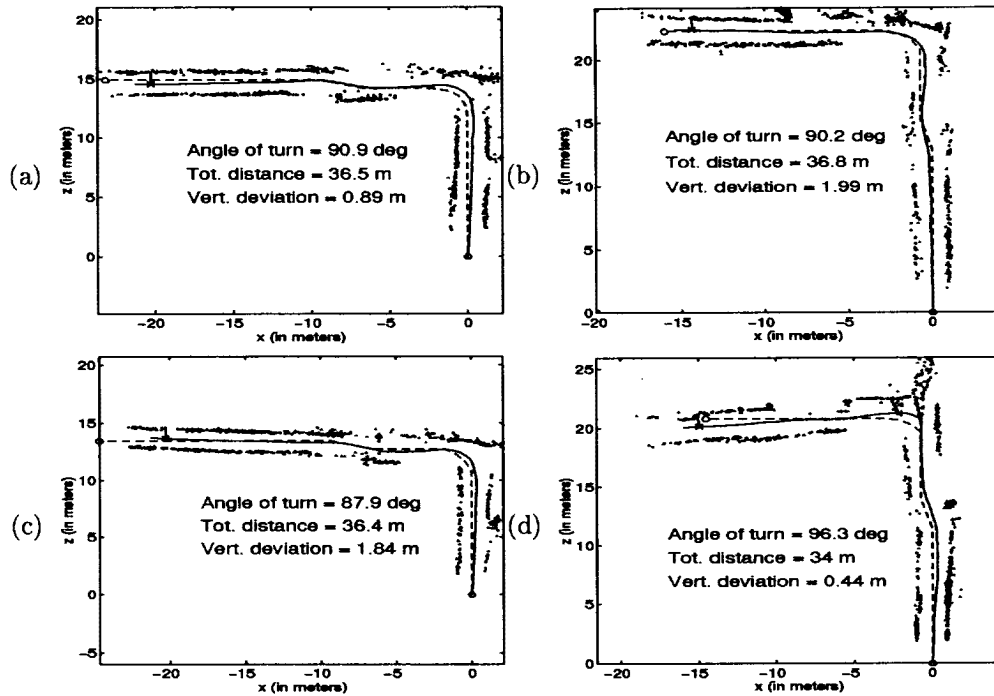 (a)
z (in meters)
20
15
10
5
0
Angle of turn = 90.9 deg
Tot. distance = 36.5 m
Vert. deviation = 0.89 m
−20 −15 −10 −5 0
x (in meters)
(b)
z (in meters)
20
15
10
5
0
Angle of turn = 90.2 deg
Tot. distance = 36.8 m
Vert. deviation = 1.99 m
−20 −15 −10 −5 0
x (in meters)
(c)
z (in meters)
20
15
10
5
0
−5
Angle of turn = 87.9 deg
Tot. distance = 36.4 m
Vert. deviation = 1.84 m
−20 −15 −10 −5 0
x (in meters)
(d)
z (in meters)
25
20
15
10
5
0
Angle of turn = 96.3 deg
Tot. distance = 34 m
Vert. deviation = 0.44 m
−20 −15 −10 −5 0
x (in meters)